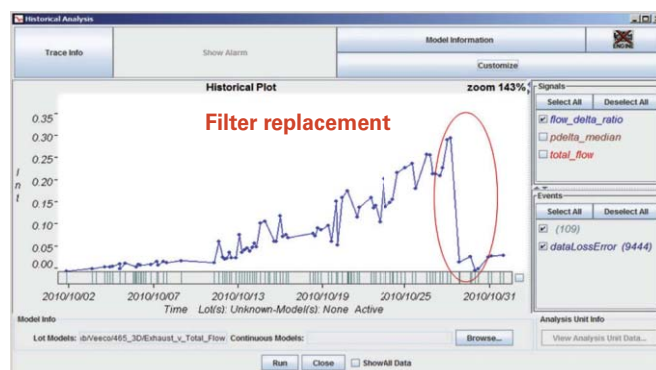 Historical Analysis
Trace Info
Show Alarm
Model Information
ENGINE
Customize
Historical Plot
zoom 143%
Filter replacement
Int
0.35
0.30
0.25
0.20
0.15
0.10
0.05
0.00
2010/10/02 2010/10/07 2010/10/13 2010/10/19 2010/10/25 2010/10/31
Time Lot(s): Unknown-Model(s): None Active
Signals
Select All Deselect All
flow_delta_ratio
pdelta_median
total_flow
Events
Select All Deselect All
(109)
dataLossError (9444)
Model Info
Lot Models: ab/Veeco/465_3D/Exhaust_v_Total_Flow Continuous Models: Browse...
Analysis Unit Info
View Analysis Unit Data...
Run Close ShowAll Data